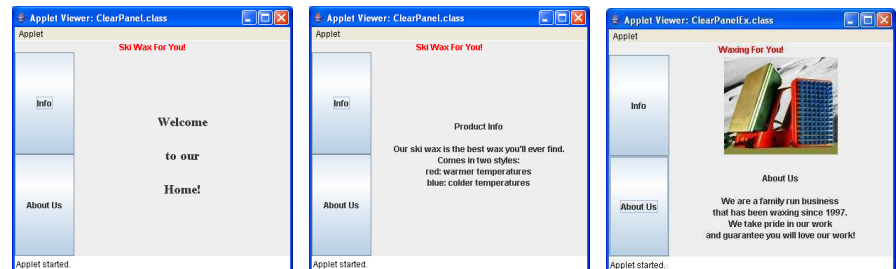 Applet Viewer: ClearPanel.class
Applet
Ski Wax For You!
Info
Welcome
to our
Home!
About Us
Applet started.
Applet Viewer: ClearPanel.class
Applet
Ski Wax For You!
Info
Product Info
Our ski wax is the best wax you'll ever find.
Comes in two styles:
red: warmer temperatures
blue: colder temperatures
About Us
Applet started.
Applet Viewer: ClearPanelEx.class
Applet
Waxing For You!
Info
About Us
About Us
We are a family run business
that has been waxing since 1997.
We take pride in our work
and guarantee you will love our work!
Applet started.